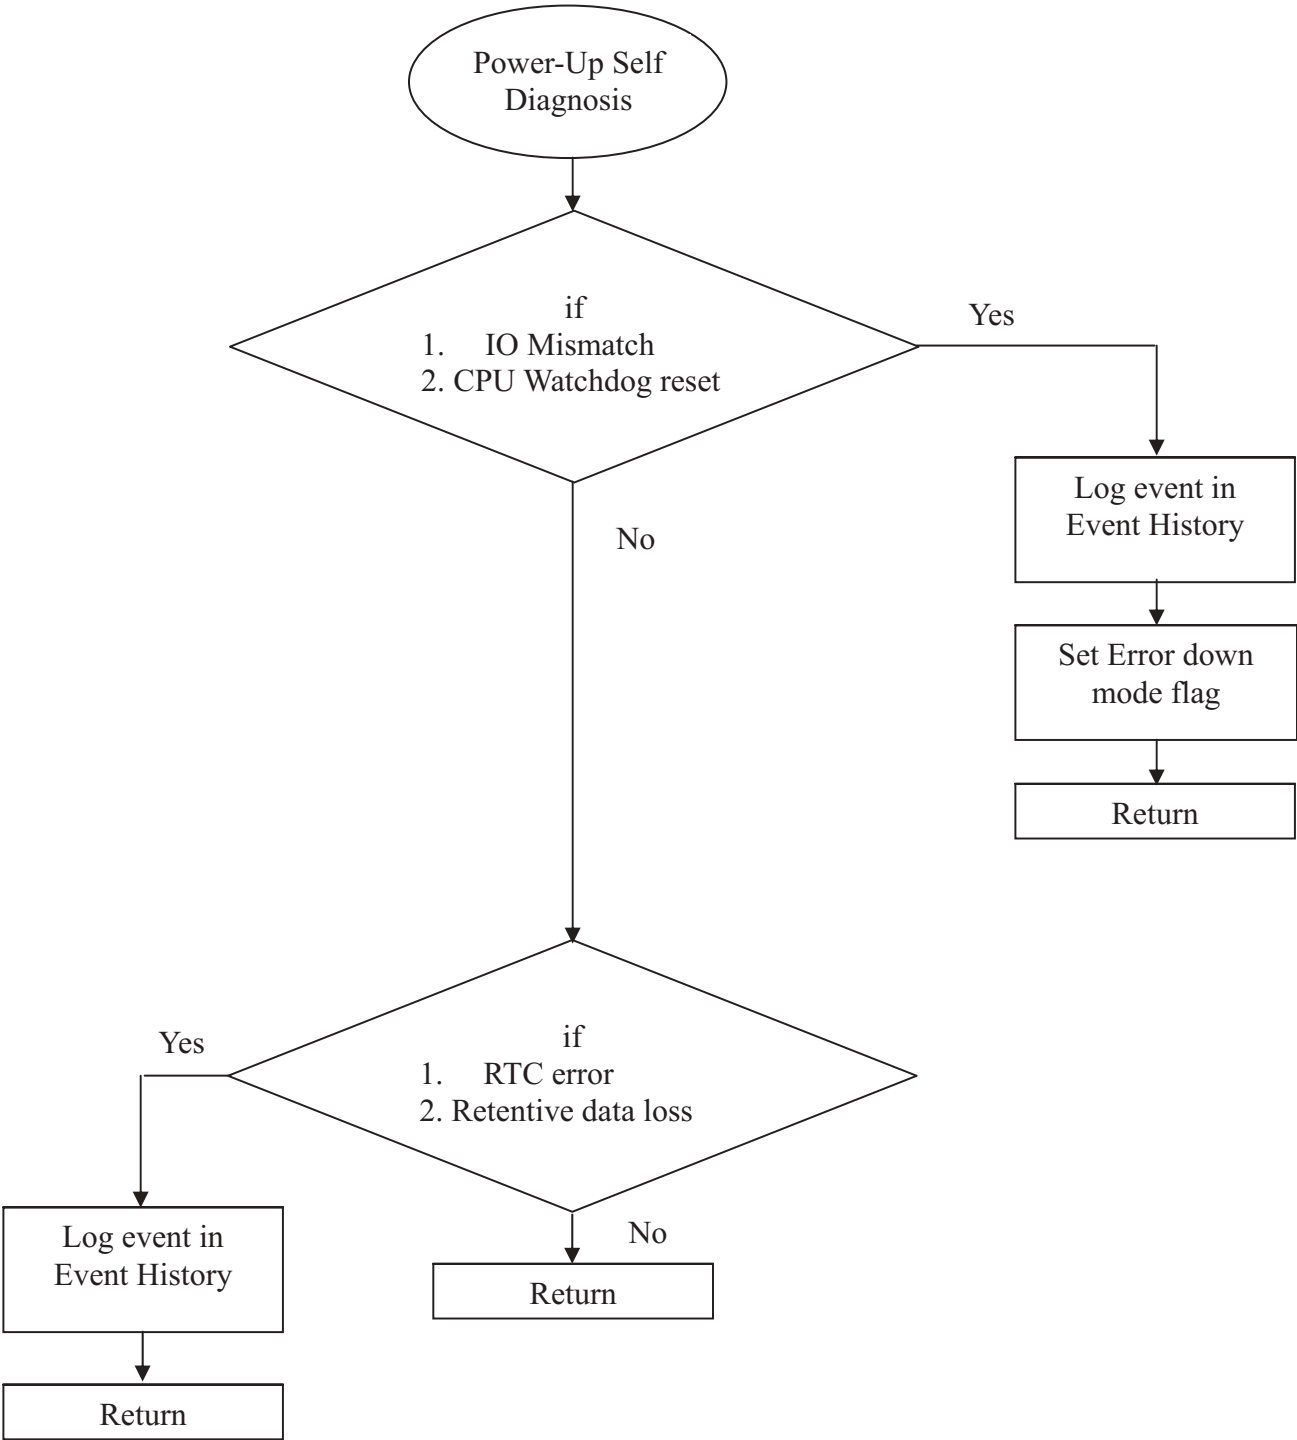 Power-Up Self
Diagnosis
if
1. IO Mismatch
2. CPU Watchdog reset
Yes
No
Log event in
Event History
Set Error down
mode flag
Return
if
1. RTC error
2. Retentive data loss
Yes
No
Log event in
Event History
Return
Return